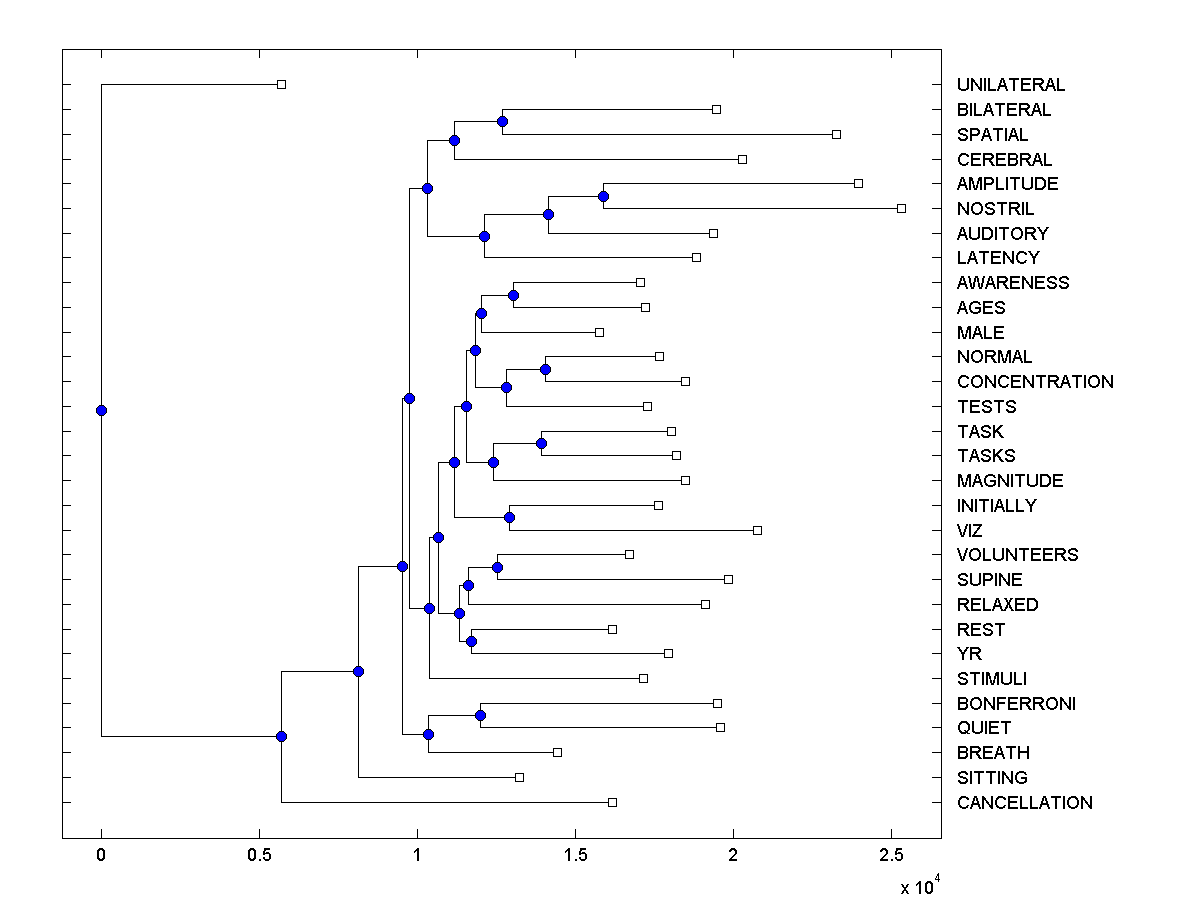 UNILATERAL
BILATERAL
SPATIAL
CEREBRAL
AMPLITUDE
NOSTRIL
AUDITORY
LATENCY
AWARENESS
AGES
MALE
NORMAL
CONCENTRATION
TESTS
TASK
TASKS
MAGNITUDE
INITIALLY
VIZ
VOLUNTEERS
SUPINE
RELAXED
REST
YR
STIMULI
BONFERRONI
QUIET
BREATH
SITTING
CANCELLATION
0 0.5 1 1.5 2 2.5
x 10⁴